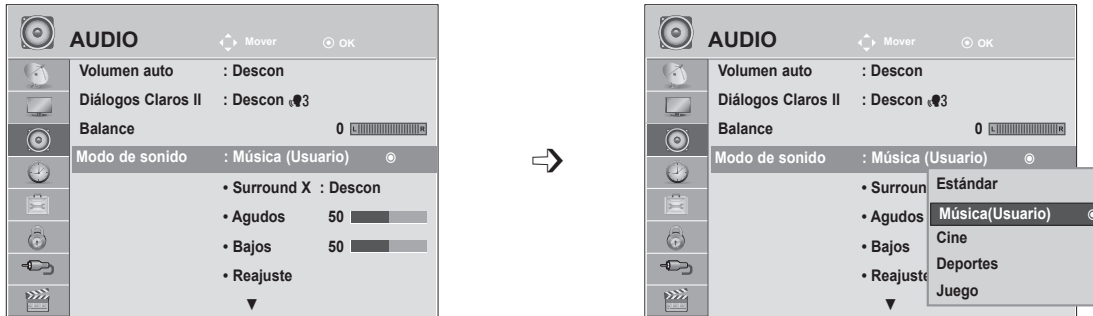 AUDIO
Mover
OK
Volumen auto : Descon
Diálogos Claros II : Descon 3
Balance 0 L R
Modo de sonido : Música (Usuario)
• Surround X : Descon
• Agudos 50
• Bajos 50
• Reajuste
▼
AUDIO
Mover
OK
Volumen auto : Descon
Diálogos Claros II : Descon 3
Balance 0 L R
Modo de sonido : Música (Usuario)
• Surroun
• Agudos
• Bajos
• Reajuste
▼
Estándar
Música(Usuario)
Cine
Deportes
Juego